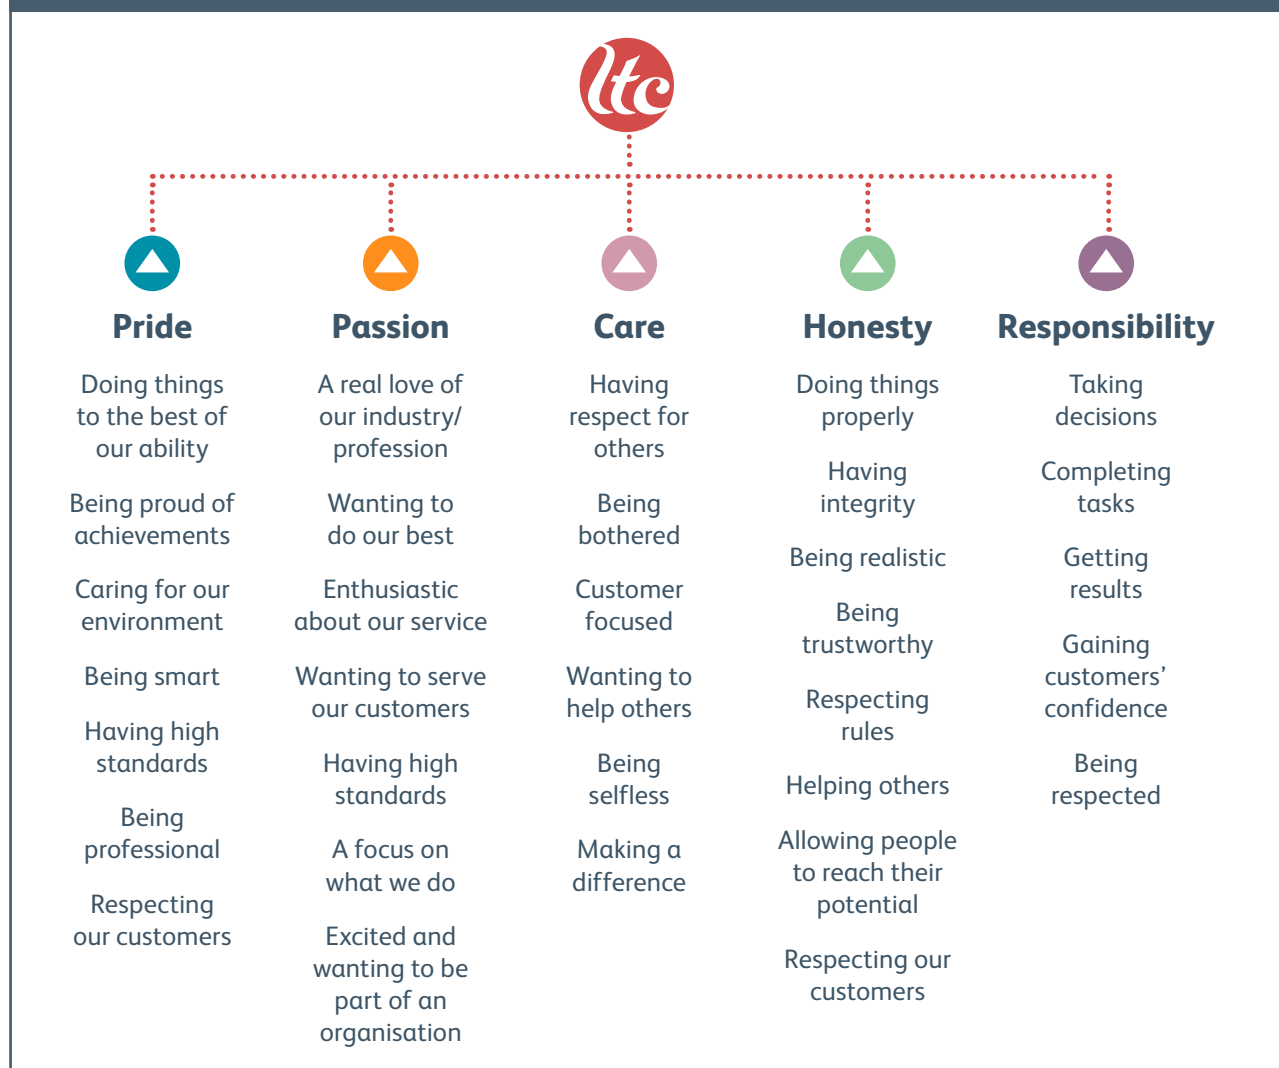 ltc
Pride
Doing things
to the best of
our ability
Being proud of
achievements
Caring for our
environment
Being smart
Having high
standards
Being
professional
Respecting
our customers
Passion
A real love of
our industry/
profession
Wanting to
do our best
Enthusiastic
about our service
Wanting to serve
our customers
Having high
standards
A focus on
what we do
Excited and
wanting to be
part of an
organisation
Care
Having
respect for
others
Being
bothered
Customer
focused
Wanting to
help others
Being
selfless
Making a
difference
Honesty
Doing things
properly
Having
integrity
Being realistic
Being
trustworthy
Respecting
rules
Helping others
Allowing people
to reach their
potential
Respecting our
customers
Responsibility
Taking
decisions
Completing
tasks
Getting
results
Gaining
customers’
confidence
Being
respected